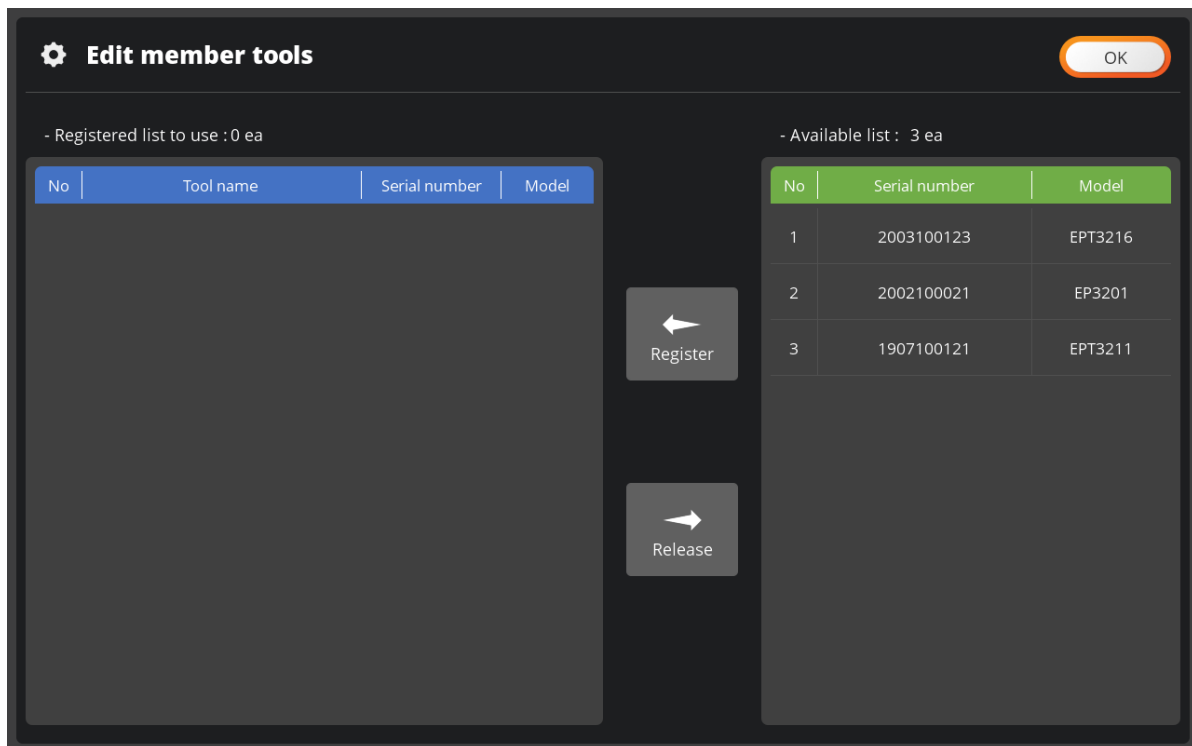 Edit member tools
OK
- Registered list to use : 0 ea
No Tool name Serial number Model
Register
Release
- Available list : 3 ea
No Serial number Model
1 2003100123 EPT3216
2 2002100021 EP3201
3 1907100121 EPT3211